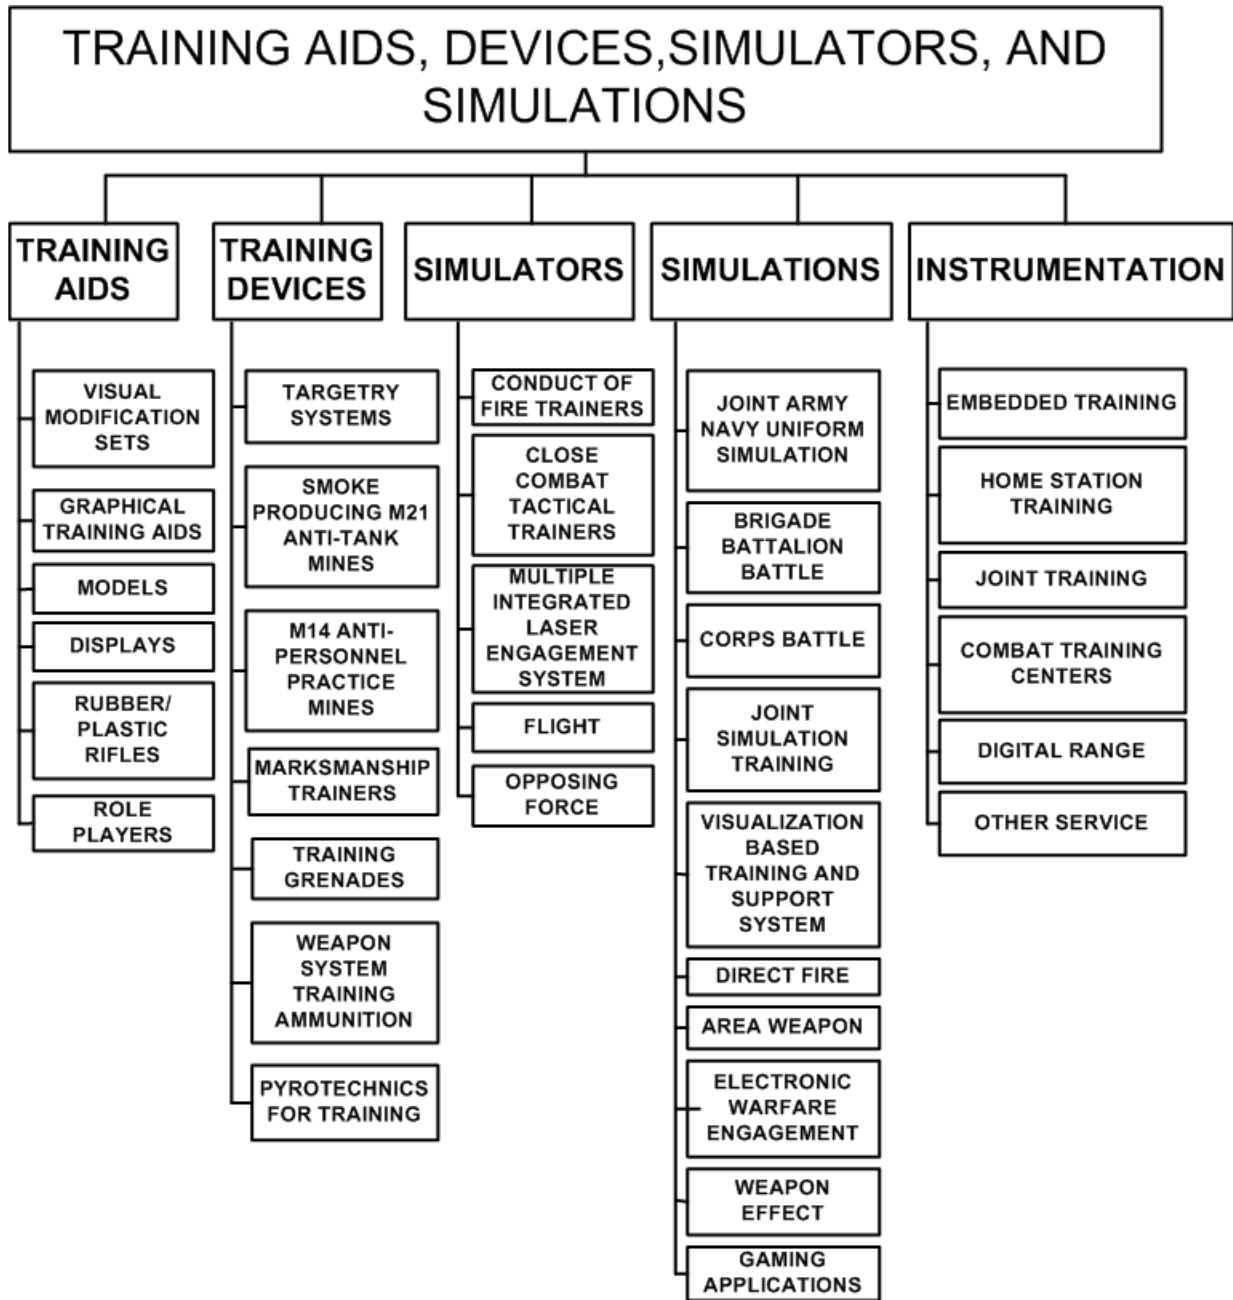 TRAINING AIDS, DEVICES,SIMULATORS, AND
SIMULATIONS
TRAINING
AIDS
VISUAL
MODIFICATION
SETS
GRAPHICAL
TRAINING AIDS
MODELS
DISPLAYS
RUBBER/
PLASTIC
RIFLES
ROLE
PLAYERS
TRAINING
DEVICES
TARGETRY
SYSTEMS
SMOKE
PRODUCING M21
ANTI-TANK
MINES
M14 ANTI-
PERSONNEL
PRACTICE
MINES
MARKSMANSHIP
TRAINERS
TRAINING
GRENADES
WEAPON
SYSTEM
TRAINING
AMMUNITION
PYROTECHNICS
FOR TRAINING
SIMULATORS
CONDUCT OF
FIRE TRAINERS
CLOSE
COMBAT
TACTICAL
TRAINERS
MULTIPLE
INTEGRATED
LASER
ENGAGEMENT
SYSTEM
FLIGHT
OPPOSING
FORCE
SIMULATIONS
JOINT ARMY
NAVY UNIFORM
SIMULATION
BRIGADE
BATTALION
BATTLE
CORPS BATTLE
JOINT
SIMULATION
TRAINING
VISUALIZATION
BASED
TRAINING AND
SUPPORT
SYSTEM
DIRECT FIRE
AREA WEAPON
ELECTRONIC
WARFARE
ENGAGEMENT
WEAPON
EFFECT
GAMING
APPLICATIONS
INSTRUMENTATION
EMBEDDED TRAINING
HOME STATION
TRAINING
JOINT TRAINING
COMBAT TRAINING
CENTERS
DIGITAL RANGE
OTHER SERVICE